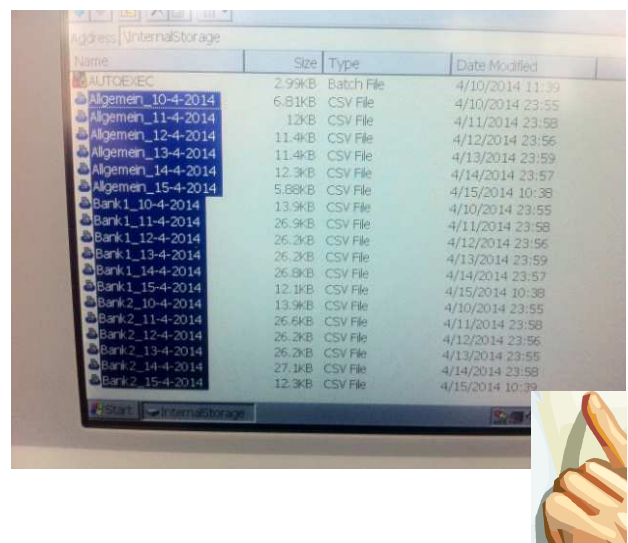 Address \InternalStorage
Name Size Type Date Modified
AUTOEXEC 2.99KB Batch File 4/10/2014 11:39
Allgemein_10-4-2014 6.81KB CSV File 4/10/2014 23:55
Allgemein_11-4-2014 12KB CSV File 4/11/2014 23:58
Allgemein_12-4-2014 11.4KB CSV File 4/12/2014 23:56
Allgemein_13-4-2014 11.4KB CSV File 4/13/2014 23:59
Allgemein_14-4-2014 12.3KB CSV File 4/14/2014 23:57
Allgemein_15-4-2014 5.88KB CSV File 4/15/2014 10:38
Bank1_10-4-2014 13.9KB CSV File 4/10/2014 23:55
Bank1_11-4-2014 26.9KB CSV File 4/11/2014 23:58
Bank1_12-4-2014 26.2KB CSV File 4/12/2014 23:56
Bank1_13-4-2014 26.2KB CSV File 4/13/2014 23:59
Bank1_14-4-2014 26.8KB CSV File 4/14/2014 23:57
Bank1_15-4-2014 12.1KB CSV File 4/15/2014 10:38
Bank2_10-4-2014 13.9KB CSV File 4/10/2014 23:55
Bank2_11-4-2014 26.6KB CSV File 4/11/2014 23:58
Bank2_12-4-2014 26.2KB CSV File 4/12/2014 23:56
Bank2_13-4-2014 26.2KB CSV File 4/13/2014 23:55
Bank2_14-4-2014 27.1KB CSV File 4/14/2014 23:58
Bank2_15-4-2014 12.3KB CSV File 4/15/2014 10:39
Start InternalStorage